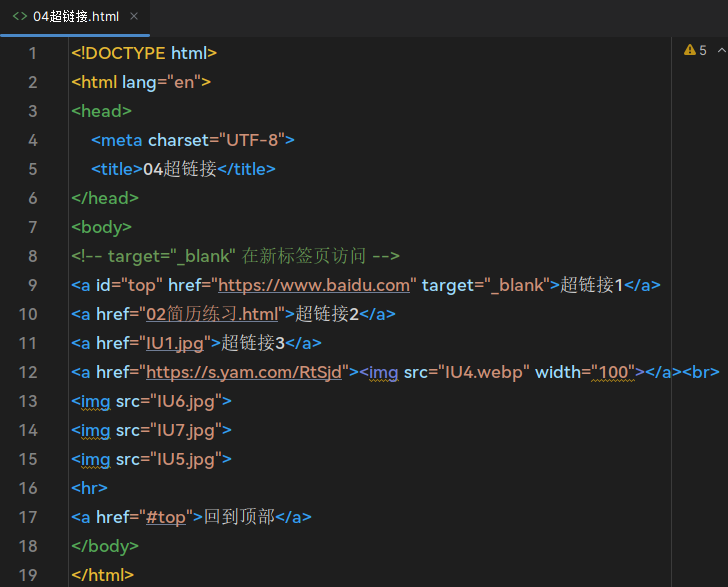 <> 04超链接.html ×
5
1 <!DOCTYPE html>
2 <html lang="en">
3 <head>
4 <meta charset="UTF-8">
5 <title>04超链接</title>
6 </head>
7 <body>
8 <!-- target="_blank" 在新标签页访问 -->
9 <a id="top" href="https://www.baidu.com" target="_blank">超链接1</a>
10 <a href="02简历练习.html">超链接2</a>
11 <a href="IU1.jpg">超链接3</a>
12 <a href="https://s.yam.com/RtSjd"><img src="IU4.webp" width="100"></a><br>
13 <img src="IU6.jpg">
14 <img src="IU7.jpg">
15 <img src="IU5.jpg">
16 <hr>
17 <a href="#top">回到顶部</a>
18 </body>
19 </html>